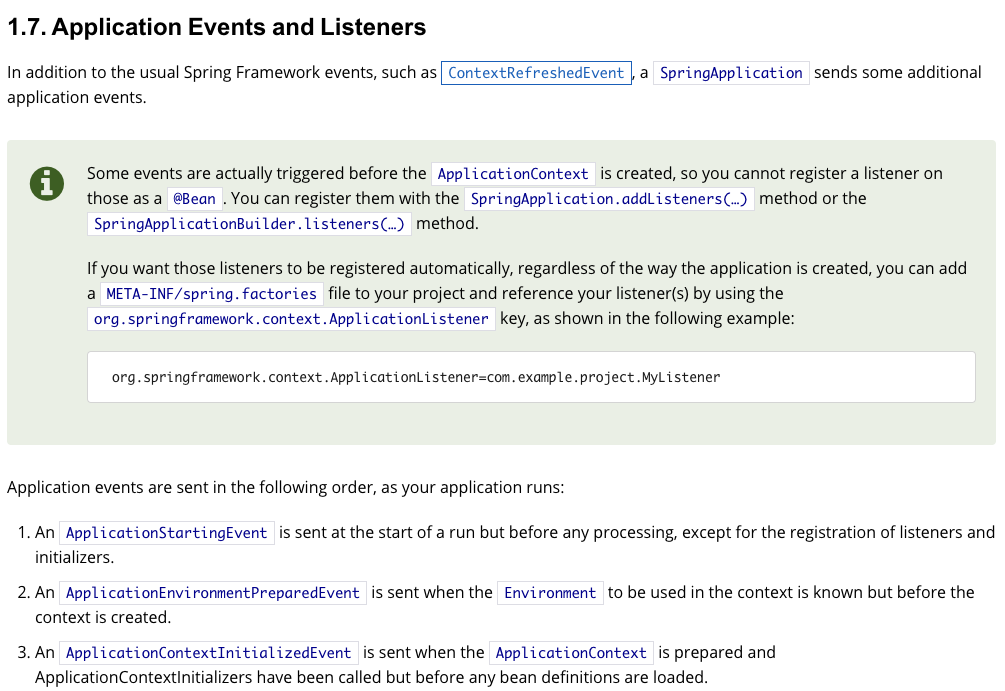 1.7. Application Events and Listeners
In addition to the usual Spring Framework events, such as ContextRefreshedEvent, a SpringApplication sends some additional
application events.
Some events are actually triggered before the ApplicationContext is created, so you cannot register a listener on
those as a @Bean. You can register them with the SpringApplication.addListeners(…) method or the
SpringApplicationBuilder.listeners(…) method.
If you want those listeners to be registered automatically, regardless of the way the application is created, you can add
a META-INF/spring.factories file to your project and reference your listener(s) by using the
org.springframework.context.ApplicationListener key, as shown in the following example:
org.springframework.context.ApplicationListener=com.example.project.MyListener
Application events are sent in the following order, as your application runs:
1. An ApplicationStartingEvent is sent at the start of a run but before any processing, except for the registration of listeners and
initializers.
2. An ApplicationEnvironmentPreparedEvent is sent when the Environment to be used in the context is known but before the
context is created.
3. An ApplicationContextInitializedEvent is sent when the ApplicationContext is prepared and
ApplicationContextInitializers have been called but before any bean definitions are loaded.